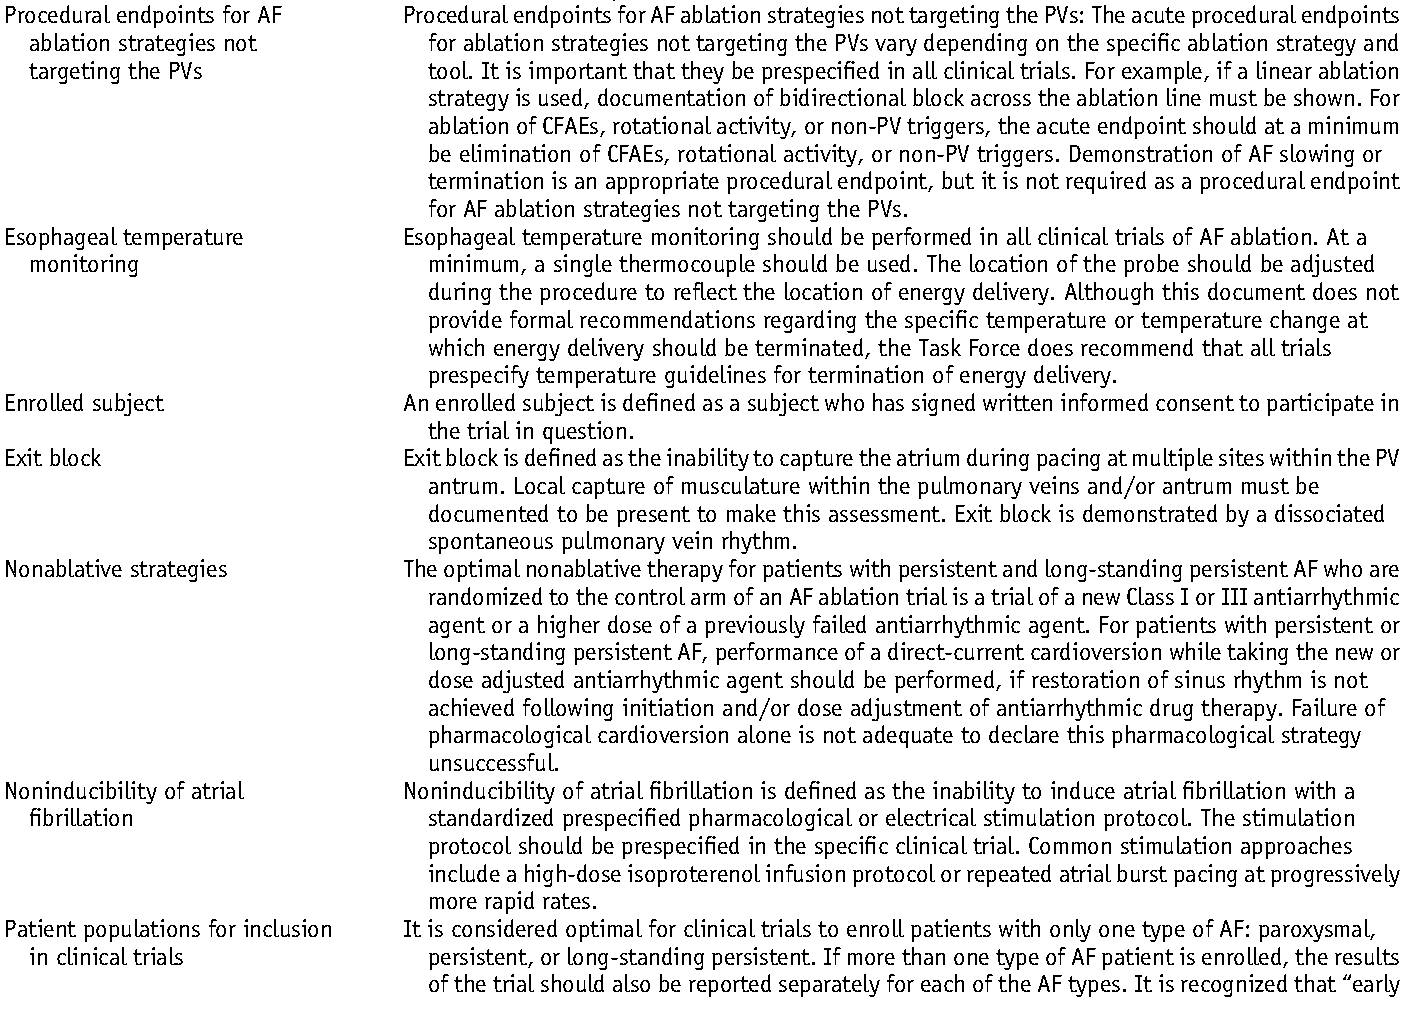 Procedural endpoints for AF ablation strategies not targeting the PVs
Procedural endpoints for AF ablation strategies not targeting the PVs: The acute procedural endpoints
for ablation strategies not targeting the PVs vary depending on the specific ablation strategy and
tool. It is important that they be prespecified in all clinical trials. For example, if a linear ablation
strategy is used, documentation of bidirectional block across the ablation line must be shown. For
ablation of CFAEs, rotational activity, or non-PV triggers, the acute endpoint should at a minimum
be elimination of CFAEs, rotational activity, or non-PV triggers. Demonstration of AF slowing or
termination is an appropriate procedural endpoint, but it is not required as a procedural endpoint
for AF ablation strategies not targeting the PVs.
Esophageal temperature
monitoring
Esophageal temperature monitoring should be performed in all clinical trials of AF ablation. At a
minimum, a single thermocouple should be used. The location of the probe should be adjusted
during the procedure to reflect the location of energy delivery. Although this document does not
provide formal recommendations regarding the specific temperature or temperature change at
which energy delivery should be terminated, the Task Force does recommend that all trials
prespecify temperature guidelines for termination of energy delivery.
Enrolled subject
An enrolled subject is defined as a subject who has signed written informed consent to participate in
the trial in question.
Exit block
Exit block is defined as the inability to capture the atrium during pacing at multiple sites within the PV
antrum. Local capture of musculature within the pulmonary veins and/or antrum must be
documented to be present to make this assessment. Exit block is demonstrated by a dissociated
spontaneous pulmonary vein rhythm.
Nonablative strategies
The optimal nonablative therapy for patients with persistent and long-standing persistent AF who are
randomized to the control arm of an AF ablation trial is a trial of a new Class I or III antiarrhythmic
agent or a higher dose of a previously failed antiarrhythmic agent. For patients with persistent or
long-standing persistent AF, performance of a direct-current cardioversion while taking the new or
dose adjusted antiarrhythmic agent should be performed, if restoration of sinus rhythm is not
achieved following initiation and/or dose adjustment of antiarrhythmic drug therapy. Failure of
pharmacological cardioversion alone is not adequate to declare this pharmacological strategy
unsuccessful.
Noninducibility of atrial
fibrillation
Noninducibility of atrial fibrillation is defined as the inability to induce atrial fibrillation with a
standardized prespecified pharmacological or electrical stimulation protocol. The stimulation
protocol should be prespecified in the specific clinical trial. Common stimulation approaches
include a high-dose isoproterenol infusion protocol or repeated atrial burst pacing at progressively
more rapid rates.
Patient populations for inclusion
in clinical trials
It is considered optimal for clinical trials to enroll patients with only one type of AF: paroxysmal,
persistent, or long-standing persistent. If more than one type of AF patient is enrolled, the results
of the trial should also be reported separately for each of the AF types. It is recognized that “early